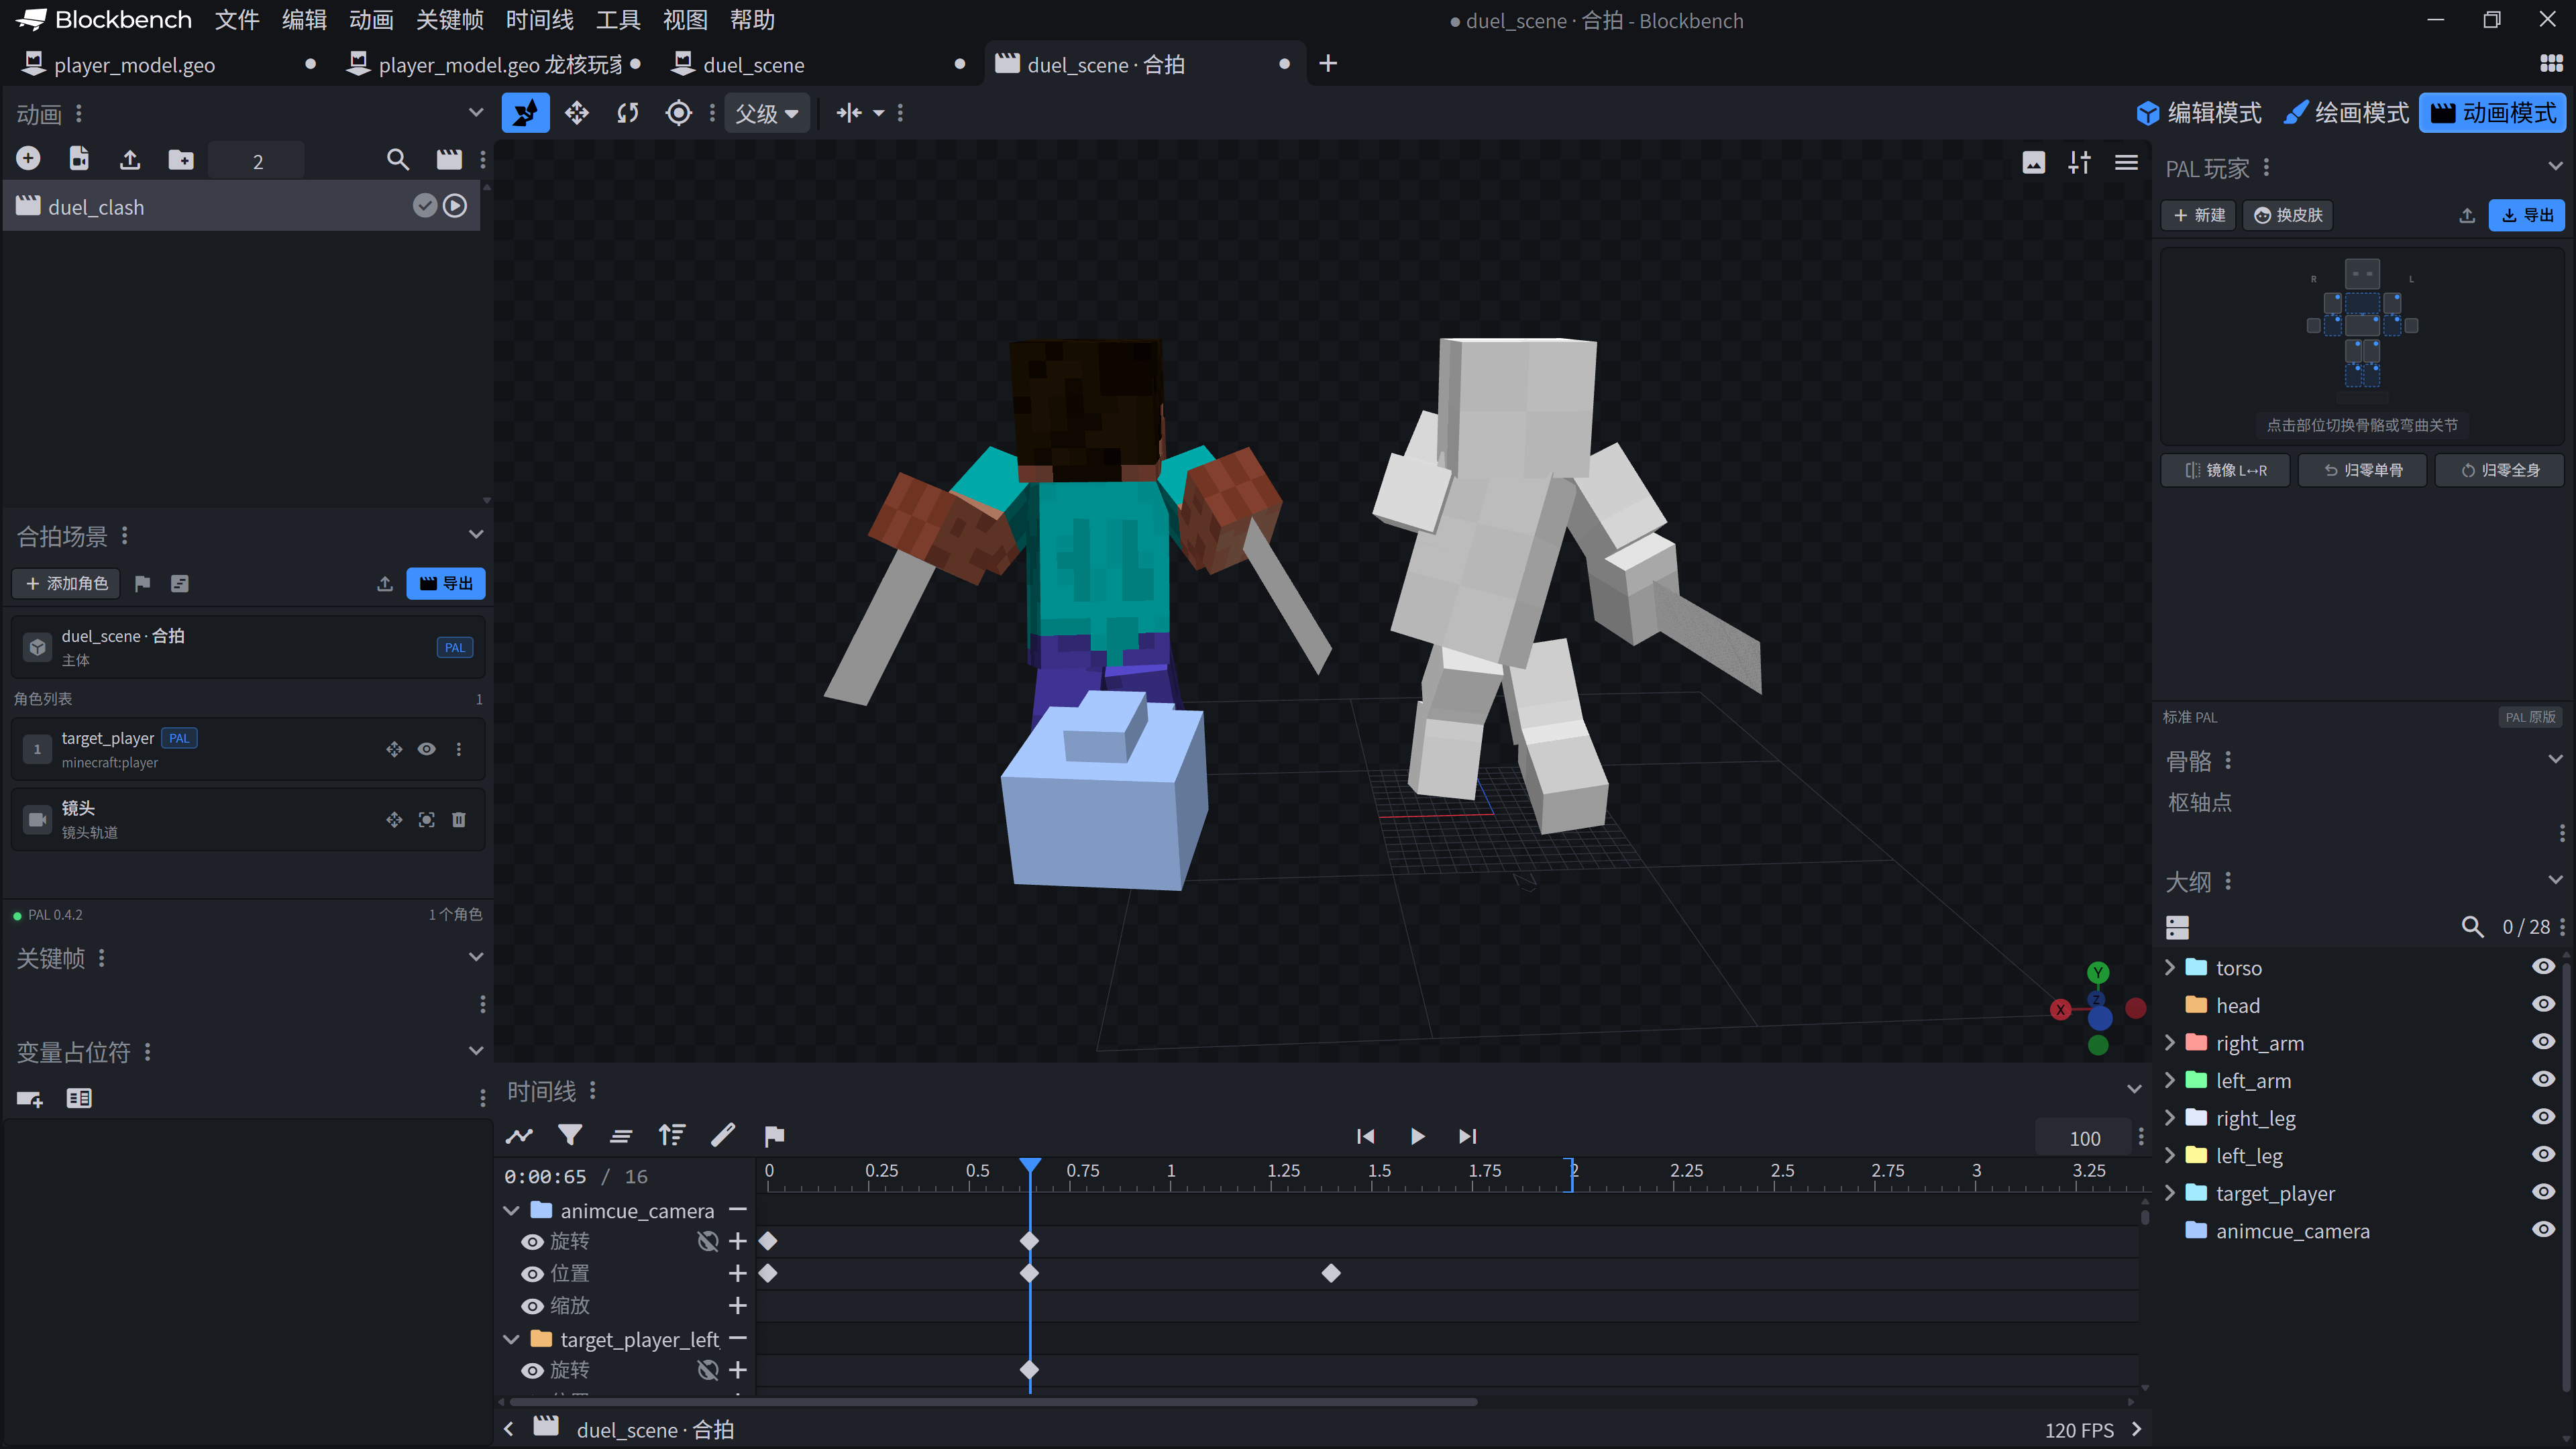 Blockbench 文件 编辑 动画 关键帧 时间线 工具 视图 帮助
duel_scene · 合拍 - Blockbench
player_model.geo
player_model.geo 龙核玩家
duel_scene
duel_scene · 合拍
动画
父级
编辑模式 绘画模式 动画模式
2
duel_clash
PAL 玩家
新建 换皮肤 导出
R L
点击部位切换骨骼或弯曲关节
镜像 L↔R 归零单骨 归零全身
合拍场景
添加角色 导出
duel_scene · 合拍
主体
PAL
角色列表 1
1
target_player PAL
minecraft:player
镜头
镜头轨道
PAL 0.4.2 1 个角色
关键帧
变量占位符
标准 PAL PAL 原版
骨骼
枢轴点
大纲
0 / 28
torso
head
right_arm
left_arm
right_leg
left_leg
target_player
animcue_camera
Y
Z
X
时间线
100
0:00:65 / 16
0 0.25 0.5 0.75 1 1.25 1.5 1.75 2 2.25 2.5 2.75 3 3.25
animcue_camera
旋转
位置
缩放
target_player_left_
旋转
duel_scene · 合拍
120 FPS